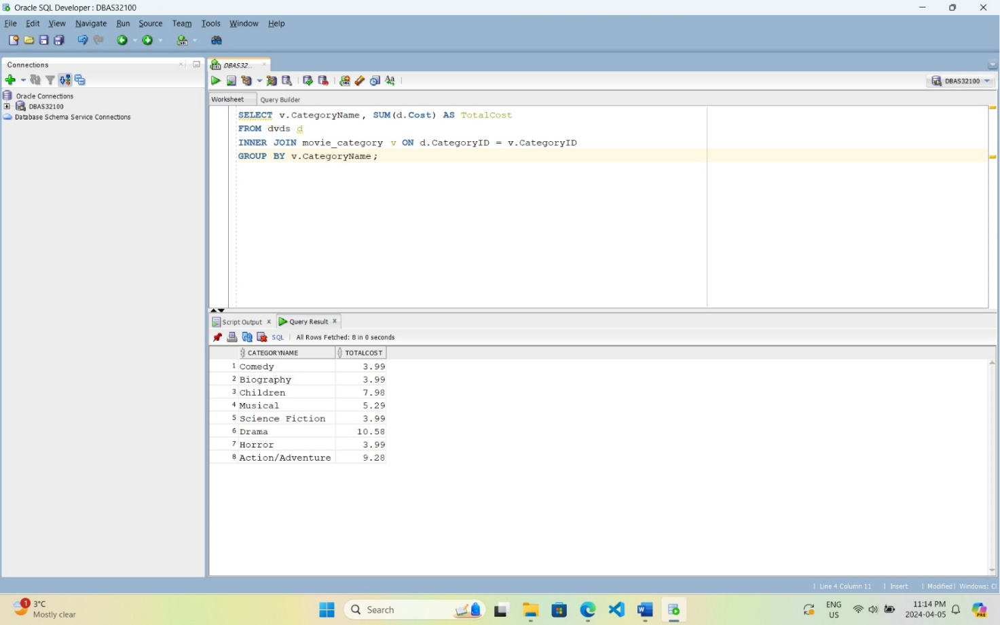 Oracle SQL Developer : DBAS32100
File Edit View Navigate Run Source Team Tools Window Help
Connections
DBAS32...
DBAS32100
Oracle Connections
DBAS32100
Database Schema Service Connections
Worksheet Query Builder
SELECT v.CategoryName, SUM(d.Cost) AS TotalCost
FROM dvds d
INNER JOIN movie_category v ON d.CategoryID = v.CategoryID
GROUP BY v.CategoryName;
Script Output x Query Result x
SQL | All Rows Fetched: 8 in 0 seconds
CATEGORYNAME TOTALCOST
1 Comedy 3.99
2 Biography 3.99
3 Children 7.98
4 Musical 5.29
5 Science Fiction 3.99
6 Drama 10.58
7 Horror 3.99
8 Action/Adventure 9.28
| Line 4 Column 11 | Insert | Modified | Windows: Cl
1
3°C
Mostly clear
Search
ENG
US
11:14 PM
2024-04-05
PRE